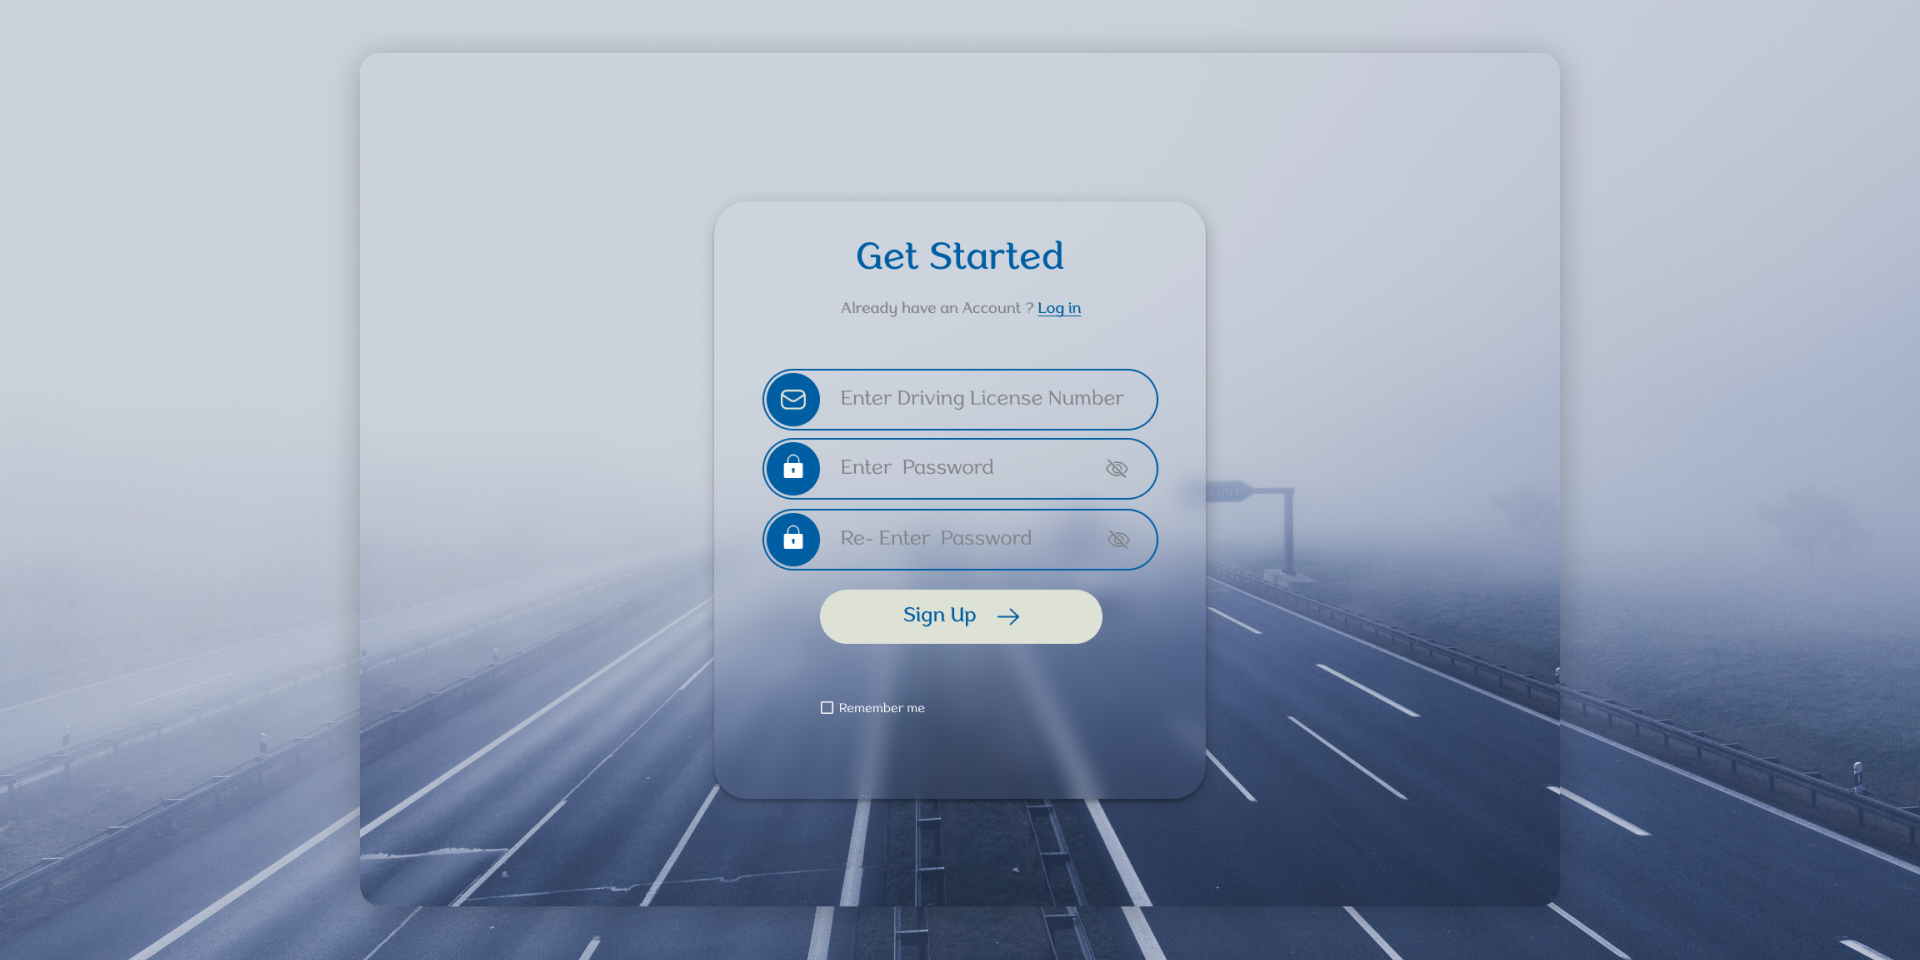 Get Started
Already have an Account ? Log in
Enter Driving License Number
Enter Password
Re- Enter Password
Sign Up
Remember me